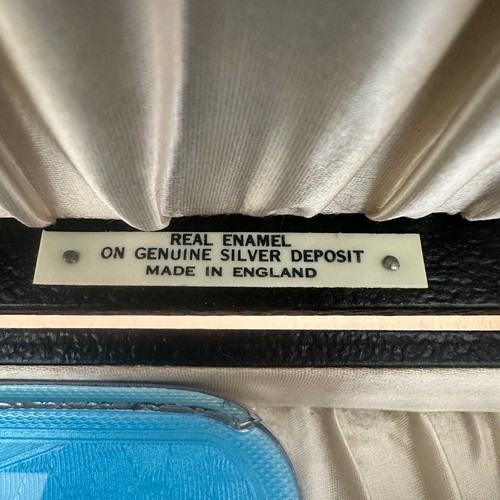 REAL ENAMEL
ON GENUINE SILVER DEPOSIT
MADE IN ENGLAND